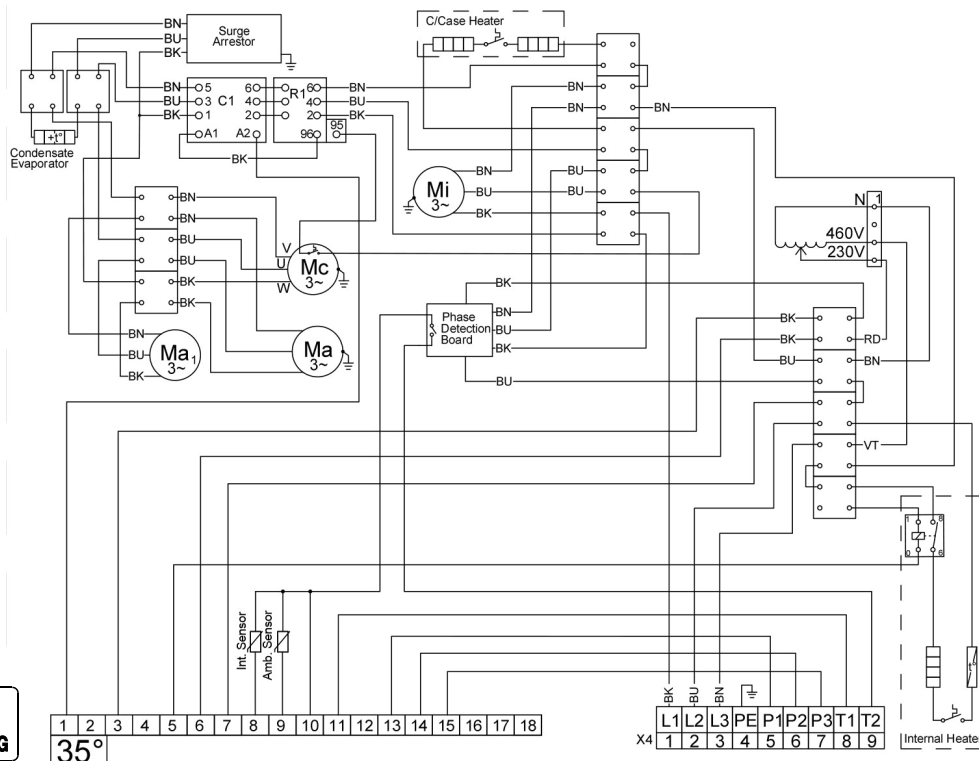 BN
BU
BK
Surge
Arrestor
C/Case Heater
+t°
Condensate
Evaporator
BN 5 C1 6 R1 6 BN
BU 3 4 4 BU
BK 1 2 2 BK
A1 A2 96 95
BK
BN
BN
BN
BN
BU
BU
BK
BK
V
U
W
Mc
3~
Mi
3~
BN
BU
BK
BU
BU
N 1
460V
230V
BN
BU
BK
Ma1
3~
Ma
3~
BK
Phase
Detection
Board
BN
BU
BK
BU
BK
BK RD
BU BN
VT
1 8
0 6
Int. Sensor
Amb. Sensor
BK
BU
BN
1 2 3 4 5 6 7 8 9 10 11 12 13 14 15 16 17 18
35°
L1 L2 L3 PE P1 P2 P3 T1 T2
X4 1 2 3 4 5 6 7 8 9
Internal Heate
G